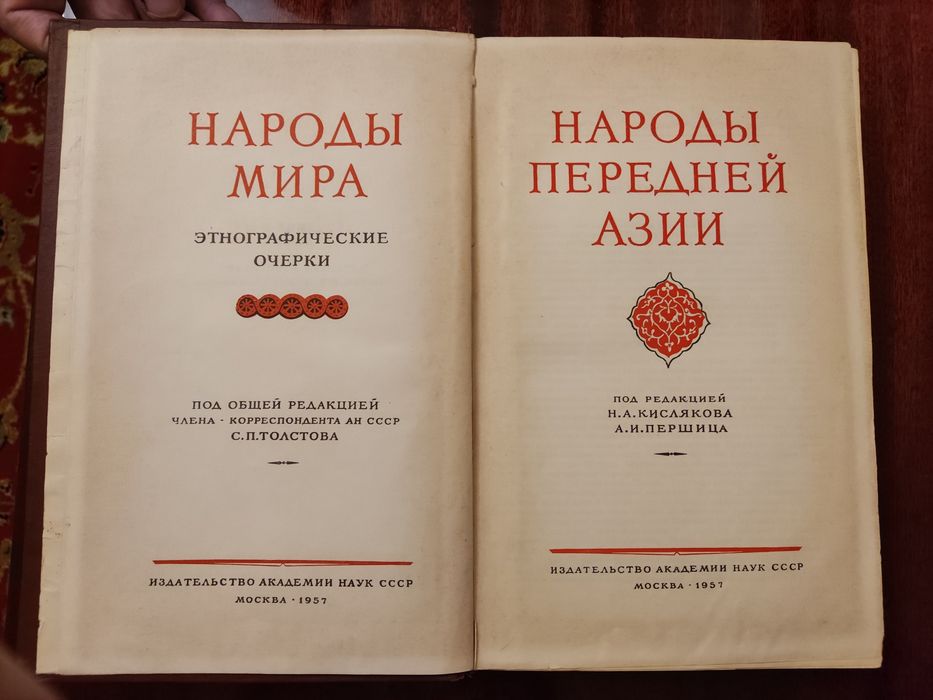 НАРОДЫ
МИРА
ЭТНОГРАФИЧЕСКИЕ
ОЧЕРКИ
ПОД ОБЩЕЙ РЕДАКЦИЕЙ
ЧЛЕНА - КОРРЕСПОНДЕНТА АН СССР
С.П.ТОЛСТОВА
ИЗДАТЕЛЬСТВО АКАДЕМИИ НАУК СССР
МОСКВА · 1957
НАРОДЫ
ПЕРЕДНЕЙ
АЗИИ
ПОД РЕДАКЦИЕЙ
Н.А.КИСЛЯКОВА
А.И.ПЕРШИЦА
ИЗДАТЕЛЬСТВО АКАДЕМИИ НАУК СССР
МОСКВА · 1957